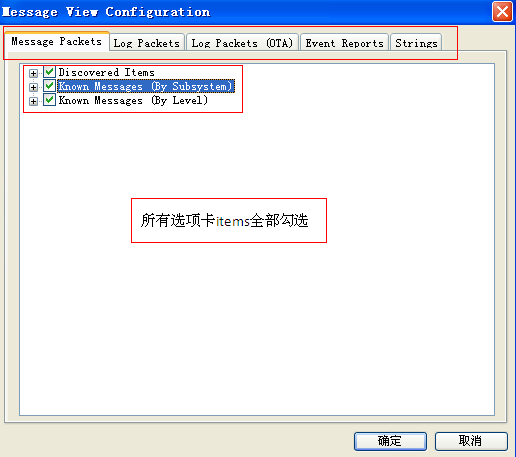 Message View Configuration
Message Packets Log Packets Log Packets (OTA) Event Reports Strings
Discovered Items
Known Messages (By Subsystem)
Known Messages (By Level)
所有选项卡items全部勾选
确定 取消